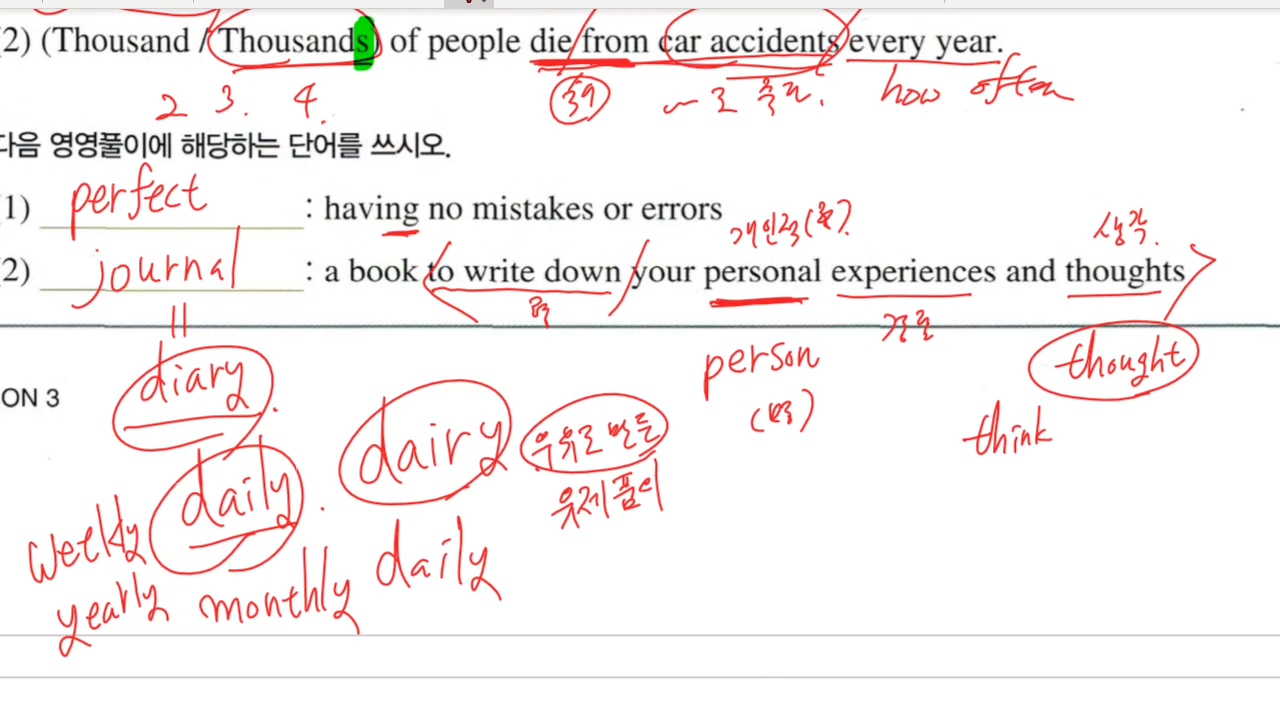 2) (Thousand / Thousands) of people die from car accidents every year.
2 3. 4. how often
다음 영영풀이에 해당하는 단어를 쓰시오.
1) perfect : having no mistakes or errors
개인적 생각.
2) journal : a book to write down your personal experiences and thoughts
경험
=
diary. person thought
ON 3
(명) think
daily. dairy 우유로 만든
유제품의
weekly daily
yearly monthly